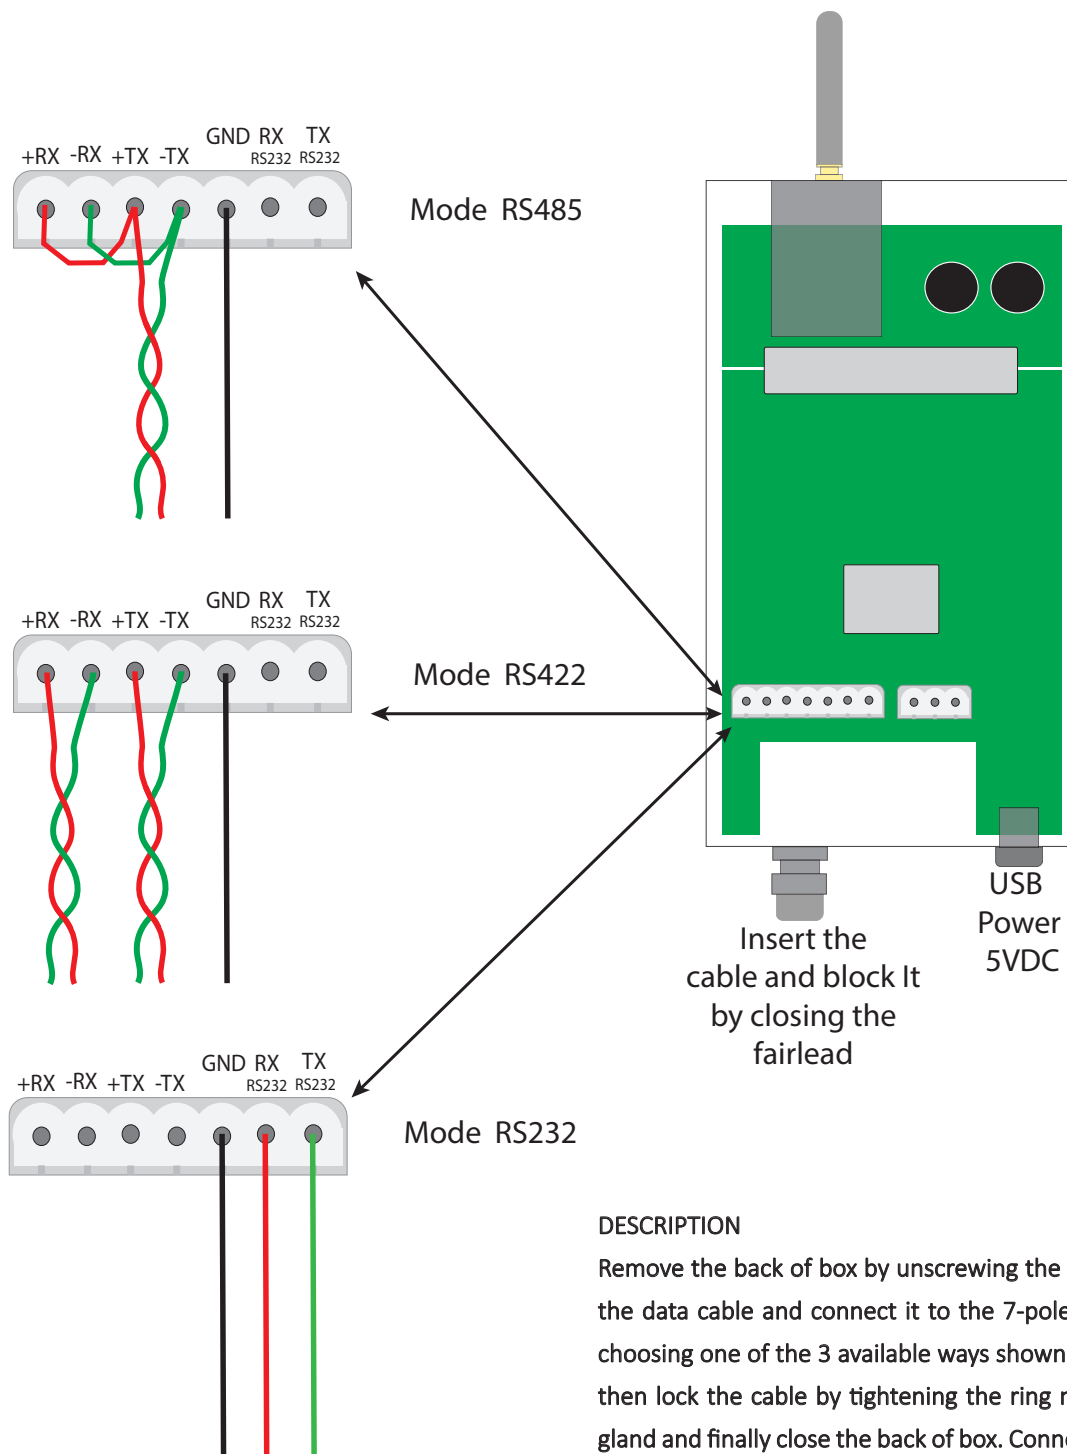 +RX -RX +TX -TX GND RX RS232 TX RS232
Mode RS485
+RX -RX +TX -TX GND RX RS232 TX RS232
Mode RS422
USB
Power
5VDC
Insert the
cable and block It
by closing the
fairlead
+RX -RX +TX -TX GND RX RS232 TX RS232
Mode RS232
DESCRIPTION
Remove the back of box by unscrewing the
the data cable and connect it to the 7-pole
choosing one of the 3 available ways shown
then lock the cable by tightening the ring
gland and finally close the back of box.